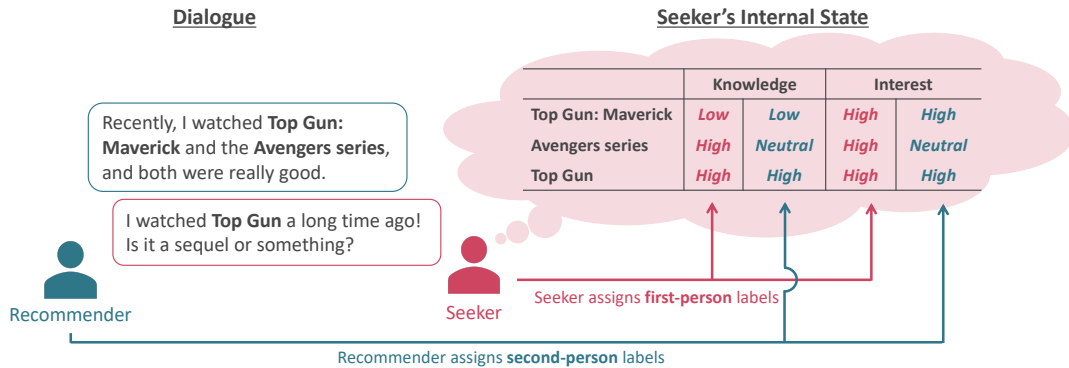 Dialogue
Seeker's Internal State
Knowledge Interest
Top Gun: Maverick Low Low High High
Avengers series High Neutral High Neutral
Top Gun High High High High
Recently, I watched Top Gun:
Maverick and the Avengers series,
and both were really good.
I watched Top Gun a long time ago!
Is it a sequel or something?
Recommender
Seeker
Seeker assigns first-person labels
Recommender assigns second-person labels